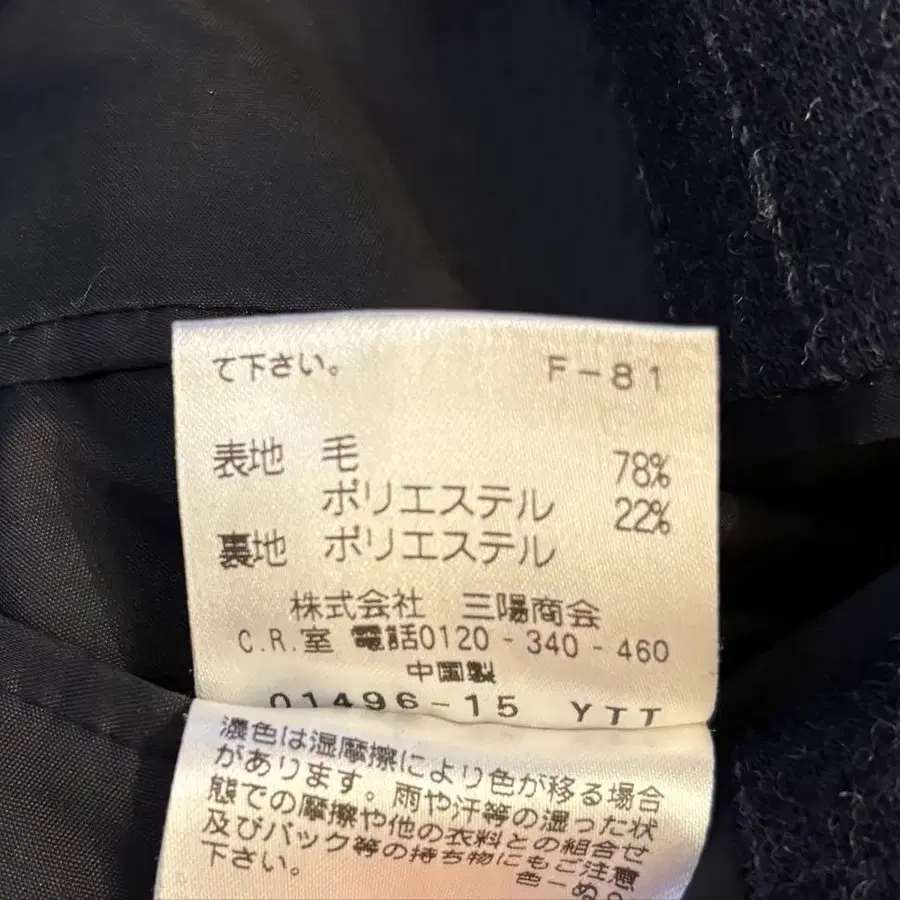 て下さい。 F-81
表地 毛 78%
ポリエステル 22%
裏地 ポリエステル
株式会社 三陽商会
C.R.室 電話0120-340-460
中国製
01496-15 YTT
濃色は湿摩擦により色が移る場合
があります。雨や汗等の湿った状
態での摩擦や他の衣料との組合せ
及びバック等の持ち物にもご注意
下さい。
色-ぬ